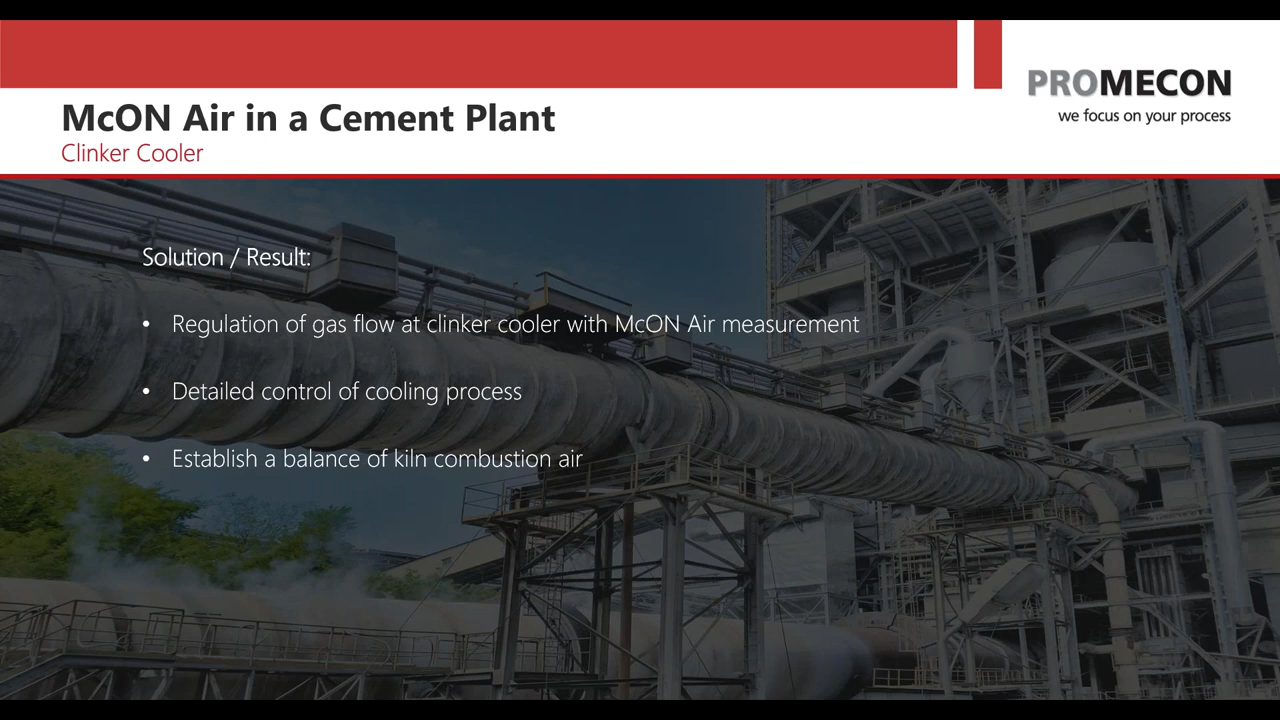 McON Air in a Cement Plant
Clinker Cooler
PROMECON
we focus on your process
Solution / Result:
• Regulation of gas flow at clinker cooler with McON Air measurement
• Detailed control of cooling process
• Establish a balance of kiln combustion air